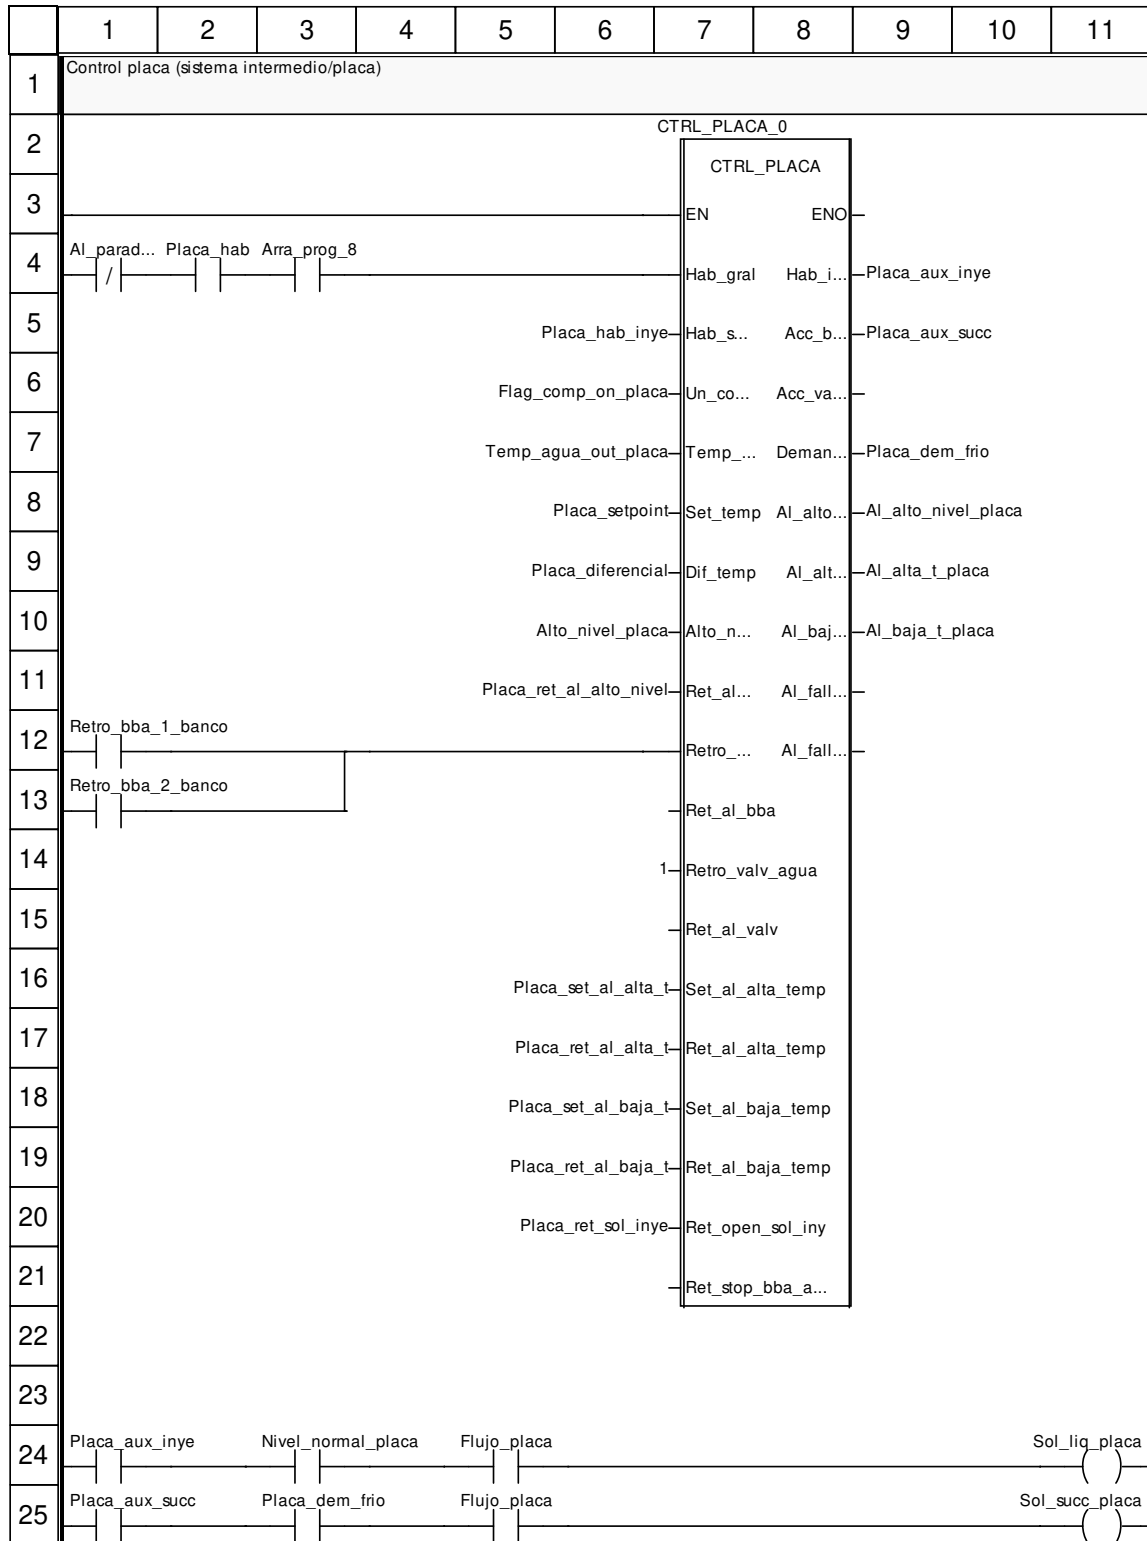 1 2 3 4 5 6 7 8 9 10 11
1 Control placa (sistema intermedio/placa)
2 CTRL_PLACA_0
CTRL_PLACA
3 EN ENO
Al_parad... Placa_hab Arra_prog_8
4 / Hab_gral Hab_i... Placa_aux_inye
5 Placa_hab_inye Hab_s... Acc_b... Placa_aux_succ
6 Flag_comp_on_placa Un_co... Acc_va...
7 Temp_agua_out_placa Temp_... Deman... Placa_dem_frio
8 Placa_setpoint Set_temp Al_alto... Al_alto_nivel_placa
9 Placa_diferencial Dif_temp Al_alt... Al_alta_t_placa
10 Alto_nivel_placa Alto_n... Al_baj... Al_baja_t_placa
11 Placa_ret_al_alto_nivel Ret_al... Al_fall...
Retro_bba_1_banco
12 Retro_... Al_fall...
Retro_bba_2_banco
13 Ret_al_bba
14 1 Retro_valv_agua
15 Ret_al_valv
16 Placa_set_al_alta_t Set_al_alta_temp
17 Placa_ret_al_alta_t Ret_al_alta_temp
18 Placa_set_al_baja_t Set_al_baja_temp
19 Placa_ret_al_baja_t Ret_al_baja_temp
20 Placa_ret_sol_inye Ret_open_sol_iny
21 Ret_stop_bba_a...
22
23
24 Placa_aux_inye Nivel_normal_placa Flujo_placa Sol_liq_placa
25 Placa_aux_succ Placa_dem_frio Flujo_placa Sol_succ_placa